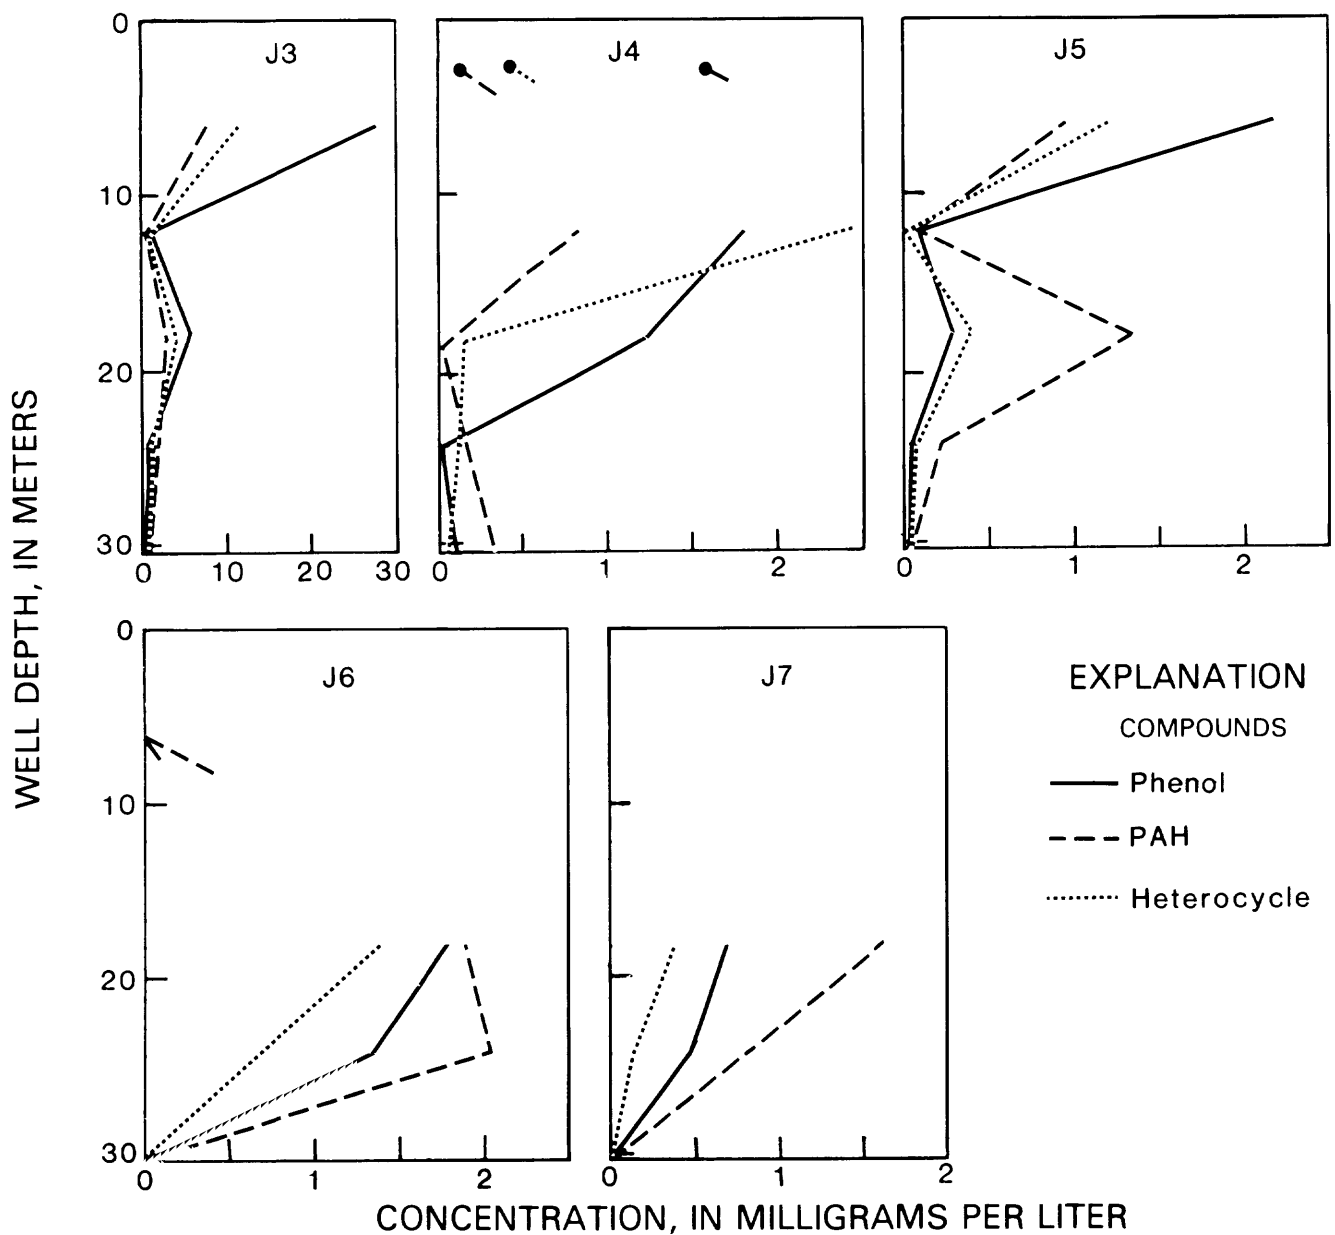 J3
J4
J5
0
10
20
30
0 10 20 30
0 1 2
0 1 2
WELL DEPTH, IN METERS
J6
J7
0
10
20
30
0 1 2
0 1 2
EXPLANATION
COMPOUNDS
Phenol
PAH
Heterocycle
CONCENTRATION, IN MILLIGRAMS PER LITER